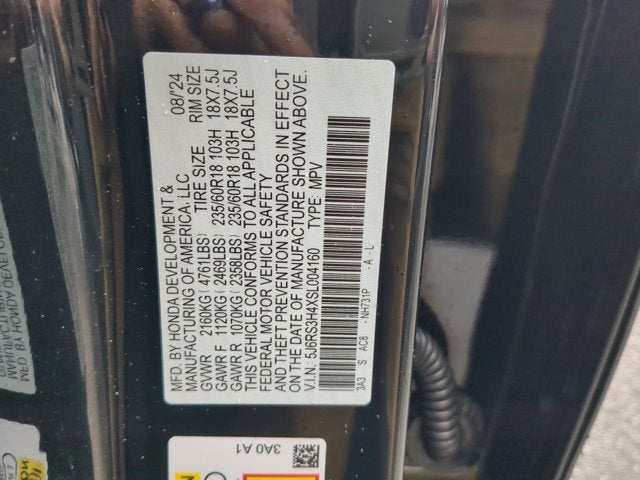 MFD. BY HONDA DEVELOPMENT & 08/'24
MANUFACTURING OF AMERICA, LLC
TIRE SIZE RIM SIZE
GVWR 2160KG (4761LBS)
GAWR F 1120KG (2469LBS) 235/60R18 103H 18X7.5J
GAWR R 1070KG (2358LBS) 235/60R18 103H 18X7.5J
THIS VEHICLE CONFORMS TO ALL APPLICABLE
FEDERAL MOTOR VEHICLE SAFETY
AND THEFT PREVENTION STANDARDS IN EFFECT
ON THE DATE OF MANUFACTURE SHOWN ABOVE.
V.I.N. 5J6RS3H4XSL004160 TYPE: MPV
3A3 S AC8 -NH731P -A-L
3A0 A1